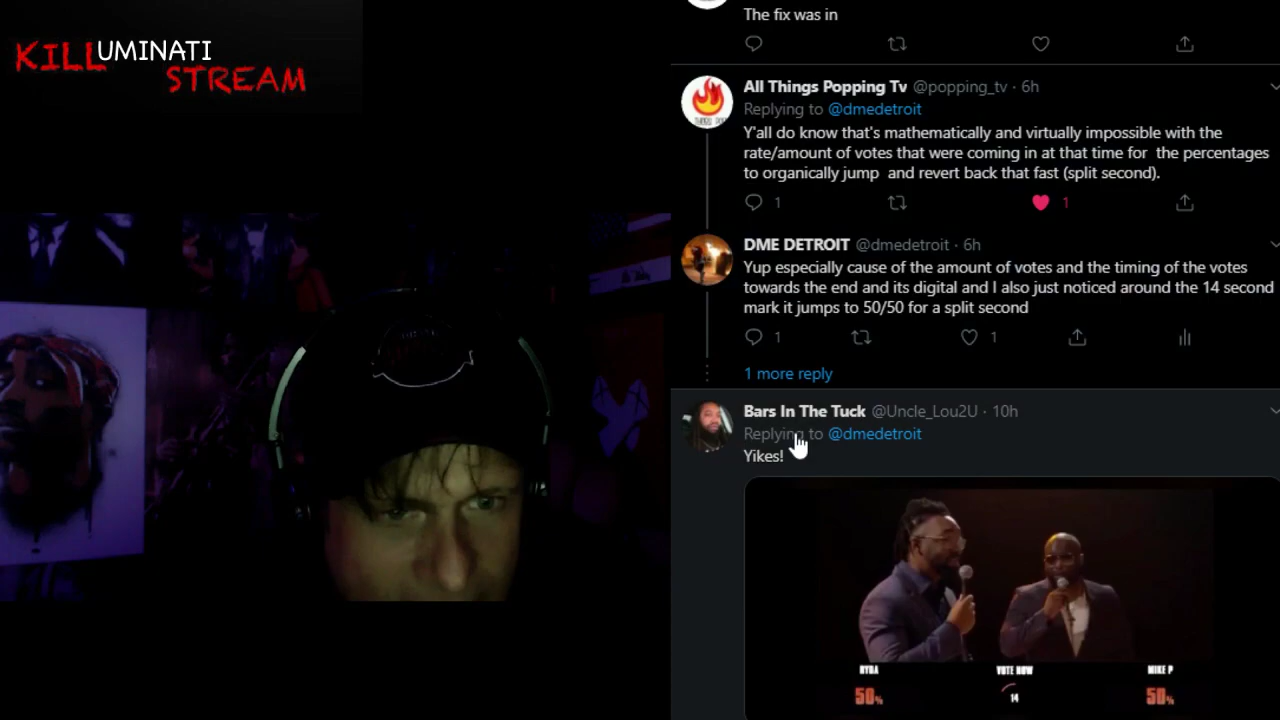 KILLUMINATI
STREAM
The fix was in
All Things Popping Tv @popping_tv · 6h
Replying to @dmedetroit
Y'all do know that's mathematically and virtually impossible with the
rate/amount of votes that were coming in at that time for the percentages
to organically jump and revert back that fast (split second).
1
1
DME DETROIT @dmedetroit · 6h
Yup especially cause of the amount of votes and the timing of the votes
towards the end and its digital and I also just noticed around the 14 second
mark it jumps to 50/50 for a split second
1
1
1 more reply
Bars In The Tuck @Uncle_Lou2U · 10h
Replying to @dmedetroit
Yikes!
VOTE NOW
MIKE P
50%
14
50%